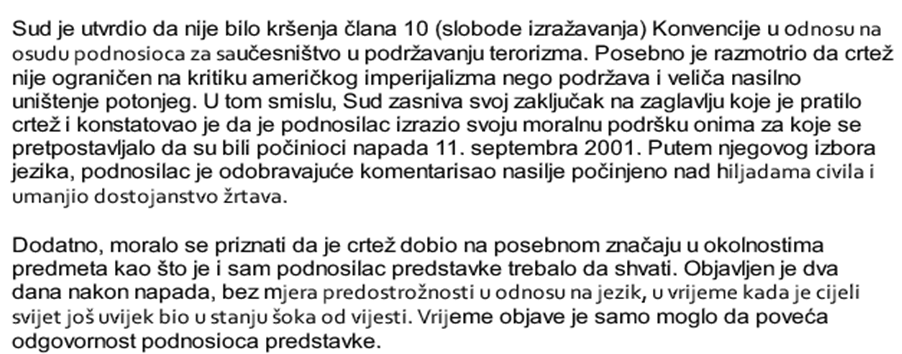 Sud je utvrdio da nije bilo kršenja člana 10 (slobode izražavanja) Konvencije u odnosu na
osudu podnosioca za saučesništvo u podržavanju terorizma. Posebno je razmotrio da crtež
nije ograničen na kritiku američkog imperijalizma nego podržava i veliča nasilno
uništenje potonjeg. U tom smislu, Sud zasniva svoj zaključak na zaglavlju koje je pratilo
crtež i konstatovao je da je podnosilac izrazio svoju moralnu podršku onima za koje se
pretpostavljalo da su bili počinioci napada 11. septembra 2001. Putem njegovog izbora
jezika, podnosilac je odobravajuće komentarisao nasilje počinjeno nad hiljadama civila i
umanjio dostojanstvo žrtava.
Dodatno, moralo se priznati da je crtež dobio na posebnom značaju u okolnostima
predmeta kao što je i sam podnosilac predstavke trebalo da shvati. Objavljen je dva
dana nakon napada, bez mjera predostrožnosti u odnosu na jezik, u vrijeme kada je cijeli
svijet još uvijek bio u stanju šoka od vijesti. Vrijeme objave je samo moglo da poveća
odgovornost podnosioca predstavke.